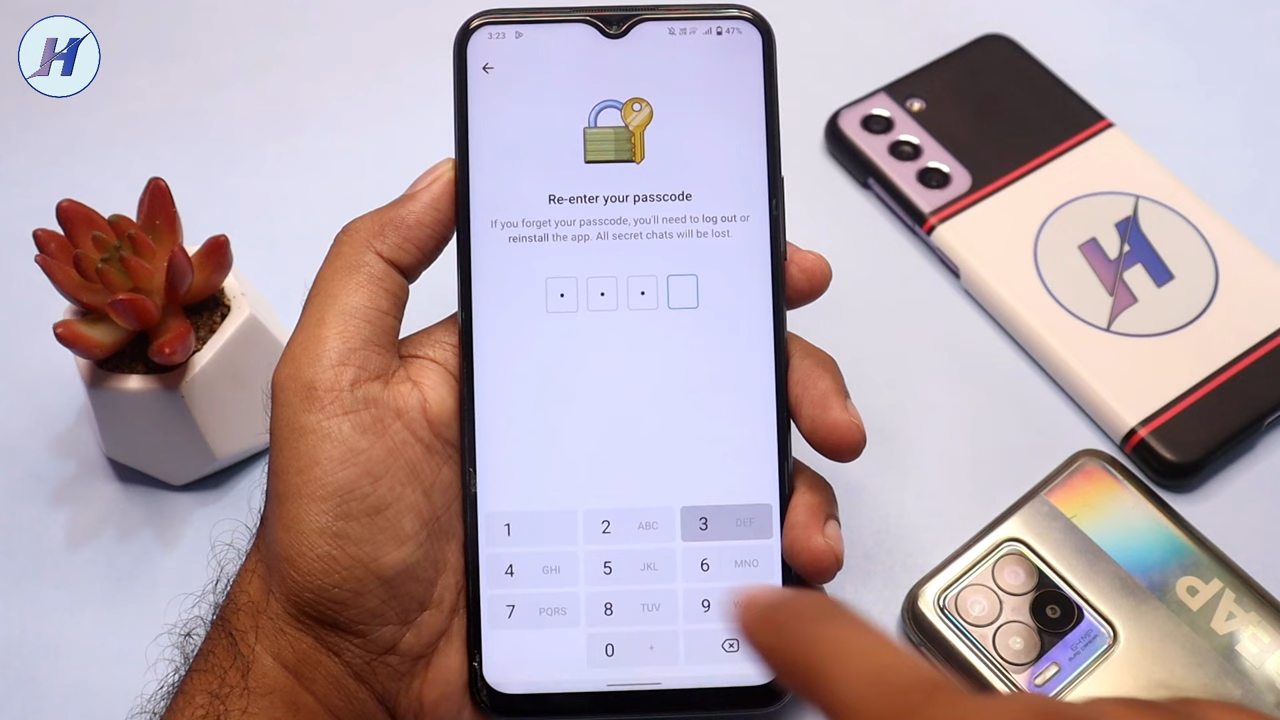 H
3:23
47%
Re-enter your passcode
If you forget your passcode, you'll need to log out or
reinstall the app. All secret chats will be lost.
1
2 ABC
3 DEF
4 GHI
5 JKL
6 MNO
7 PQRS
8 TUV
9
0 +
H
64 MP